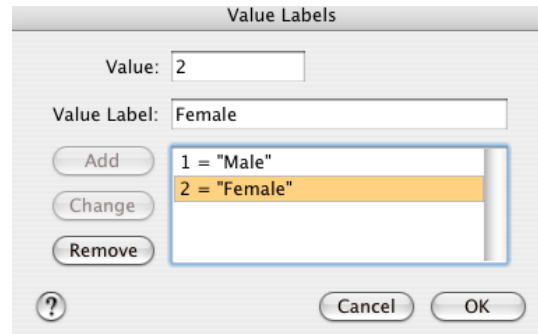 Value Labels
Value: 2
Value Label: Female
Add
1 = "Male"
2 = "Female"
Change
Remove
?
Cancel
OK